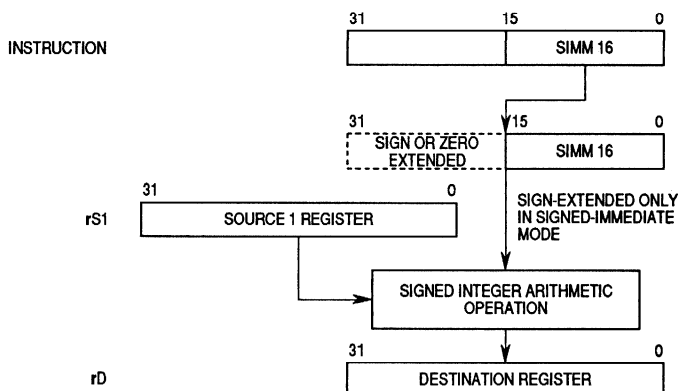 31 15 0
INSTRUCTION SIMM 16
31 15 0
SIGN OR ZERO
EXTENDED
SIMM 16
31 0
rS1 SOURCE 1 REGISTER
SIGN-EXTENDED ONLY
IN SIGNED-IMMEDIATE
MODE
SIGNED INTEGER ARITHMETIC
OPERATION
31 0
rD DESTINATION REGISTER